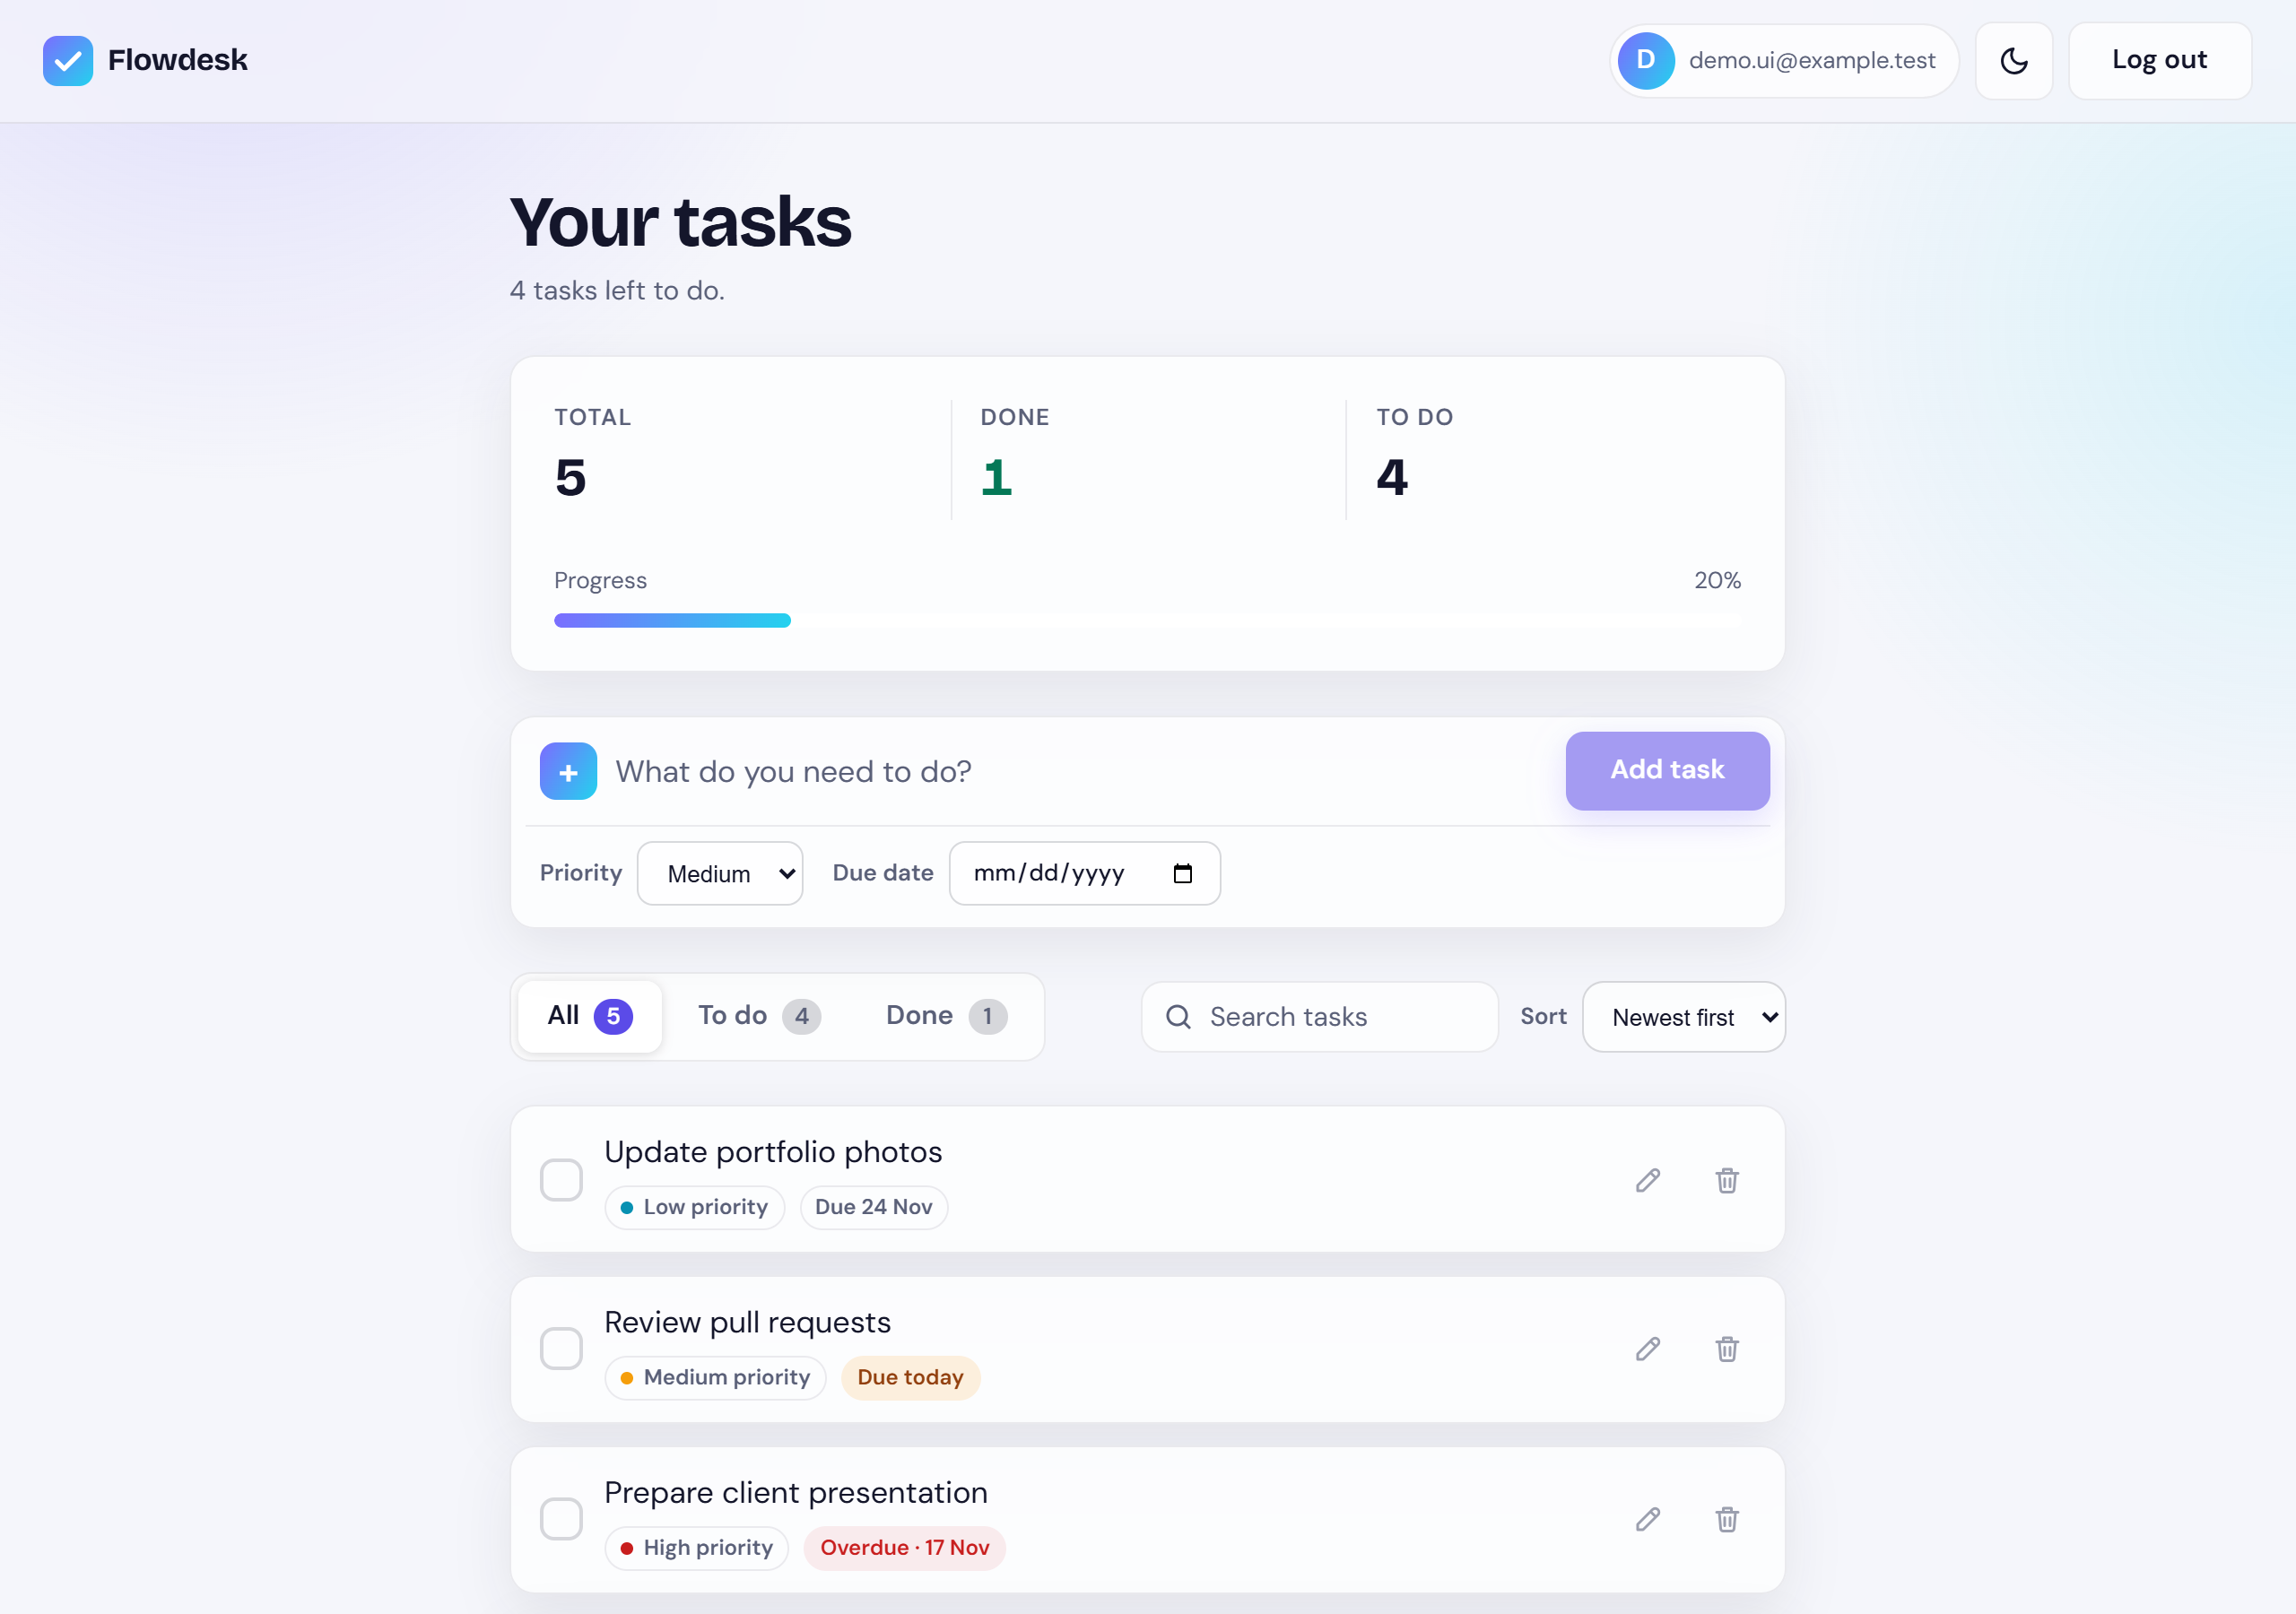 Flowdesk
D demo.ui@example.test
Log out
Your tasks
4 tasks left to do.
TOTAL DONE TO DO
5 1 4
Progress 20%
+ What do you need to do? Add task
Priority Medium Due date mm/dd/yyyy
All 5 To do 4 Done 1 Search tasks Sort Newest first
Update portfolio photos
Low priority Due 24 Nov
Review pull requests
Medium priority Due today
Prepare client presentation
High priority Overdue · 17 Nov